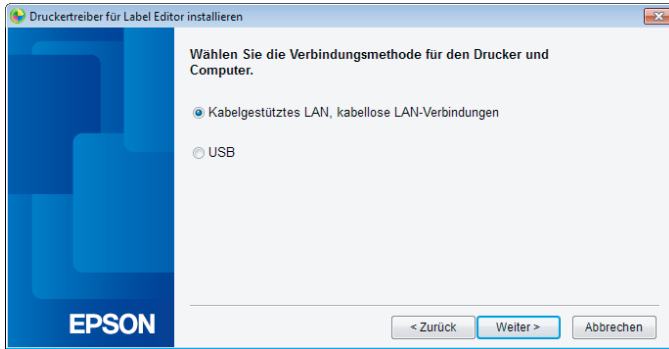 Druckertreiber für Label Editor installieren
Wählen Sie die Verbindungsmethode für den Drucker und
Computer.
Kabelgestütztes LAN, kabellose LAN-Verbindungen
USB
EPSON
< Zurück
Weiter >
Abbrechen